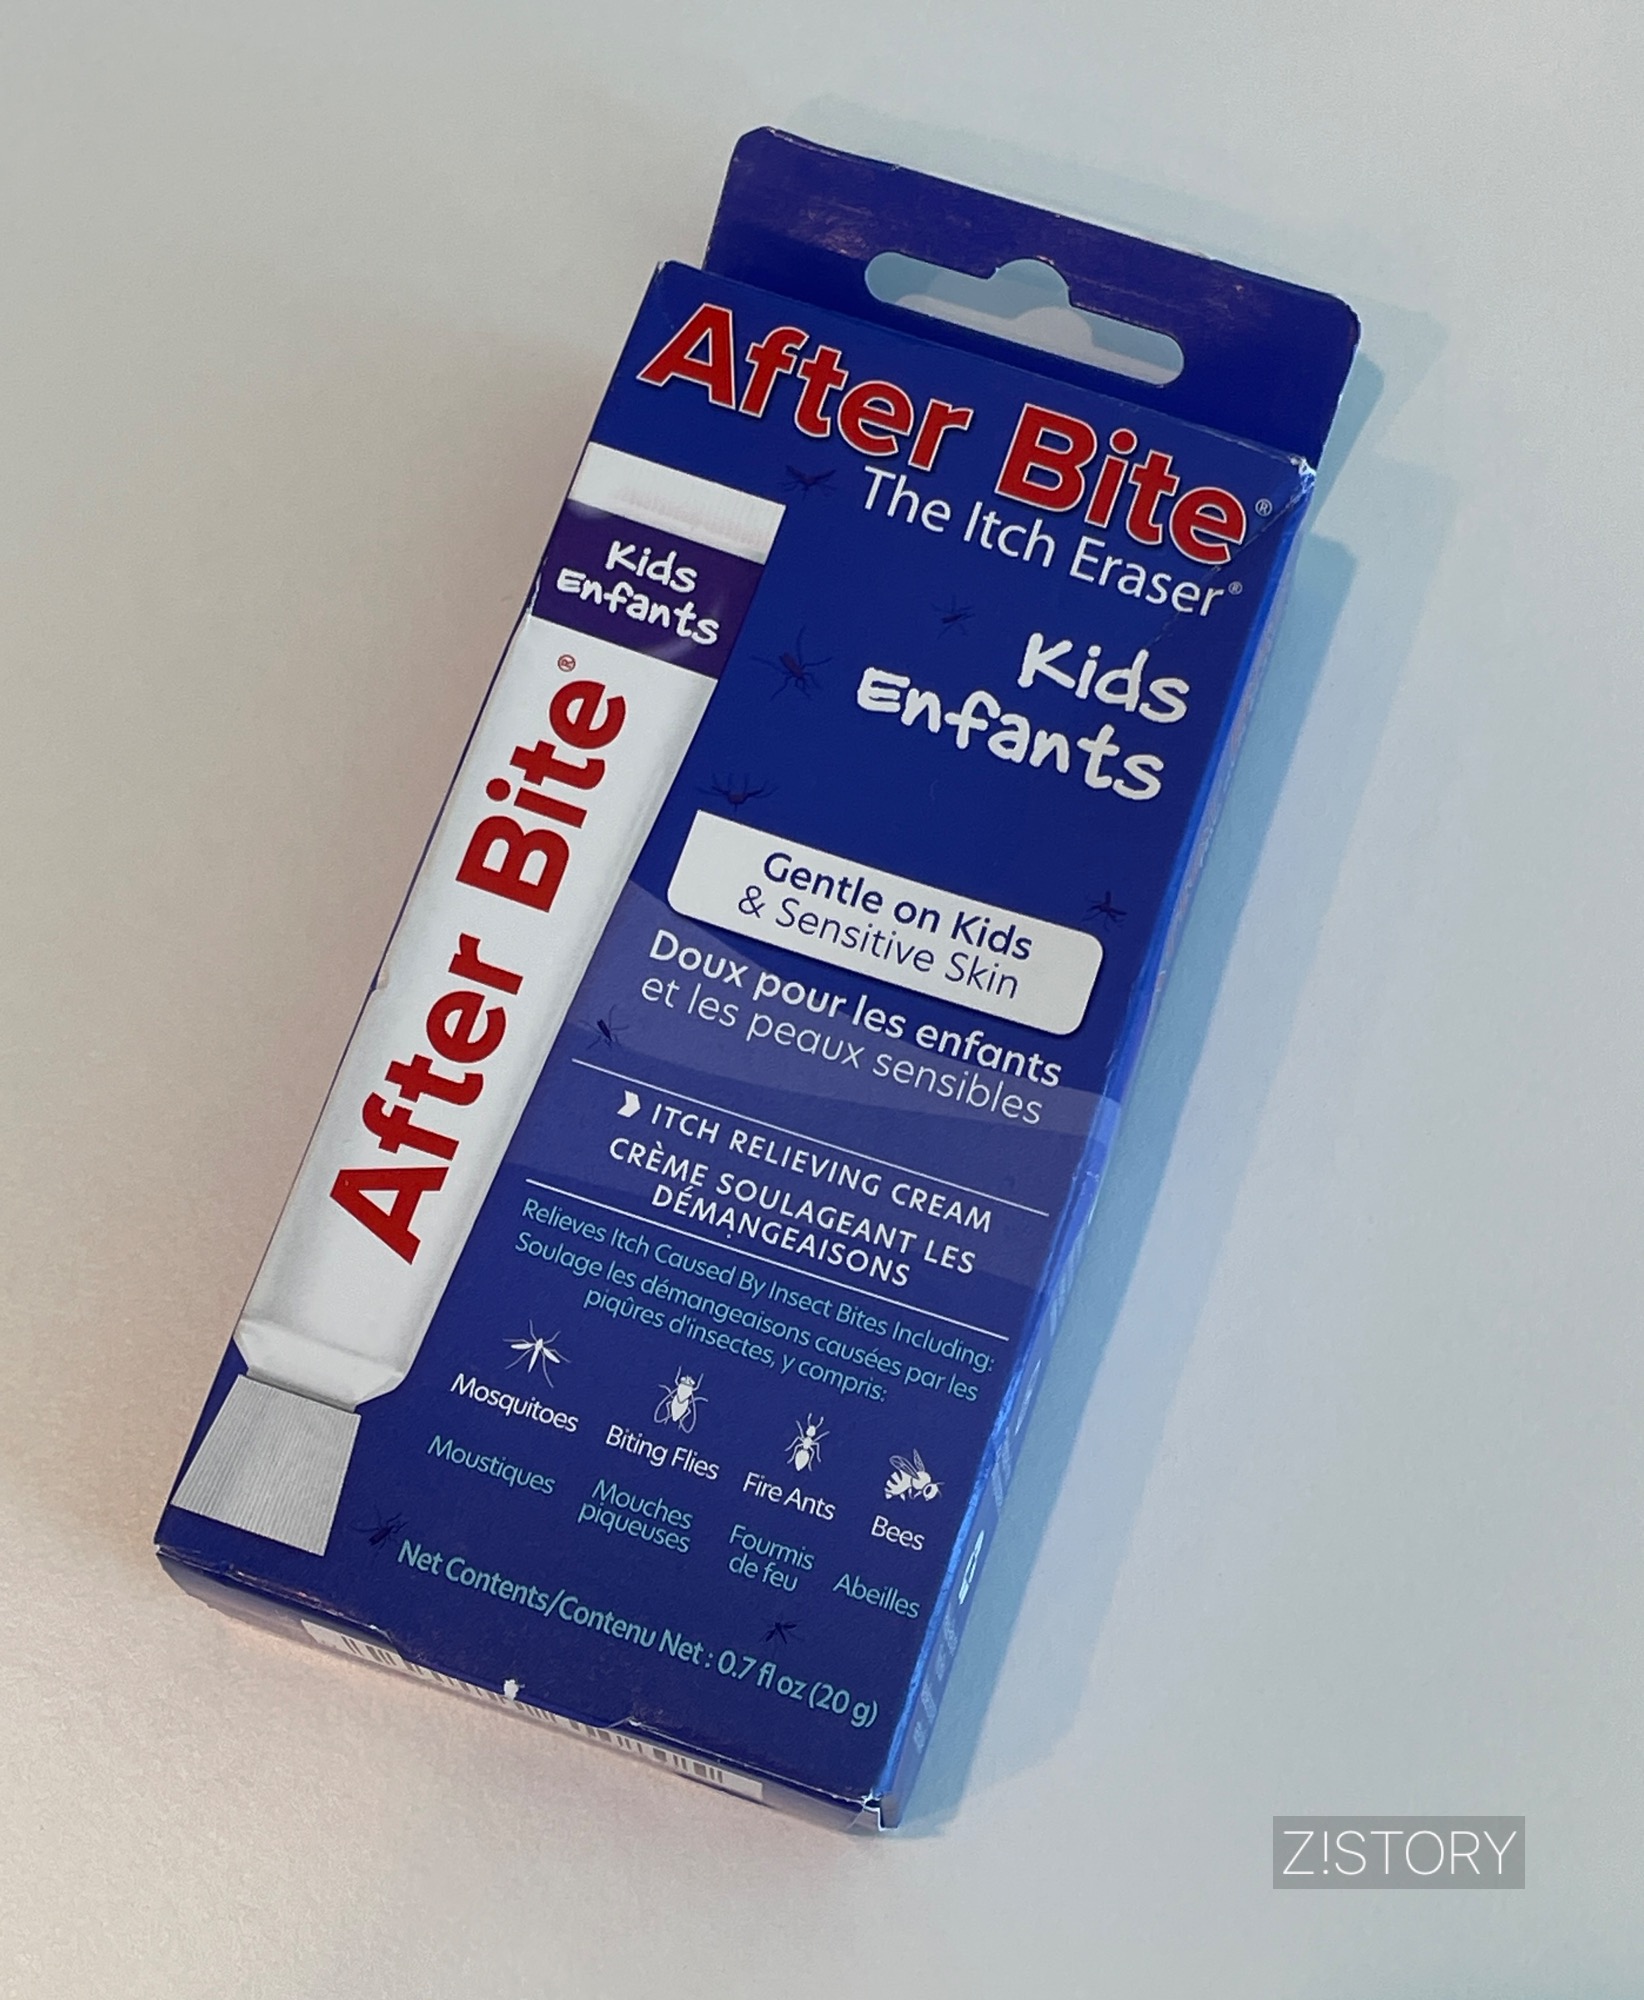 After Bite®
The Itch Eraser®
Kids
Enfants
Kids
Enfants
After Bite®
Gentle on Kids
& Sensitive Skin
Doux pour les enfants
et les peaux sensibles
ITCH RELIEVING CREAM
CRÈME SOULAGEANT LES
DÉMANGEAISONS
Relieves Itch Caused By Insect Bites Including:
Soulage les démangeaisons causées par les
piqûres d'insectes, y compris:
Mosquitoes
Moustiques
Biting Flies
Mouches
piqueuses
Fire Ants
Fourmis
de feu
Bees
Abeilles
Net Contents/Contenu Net : 0.7 fl oz (20 g)
Z!STORY